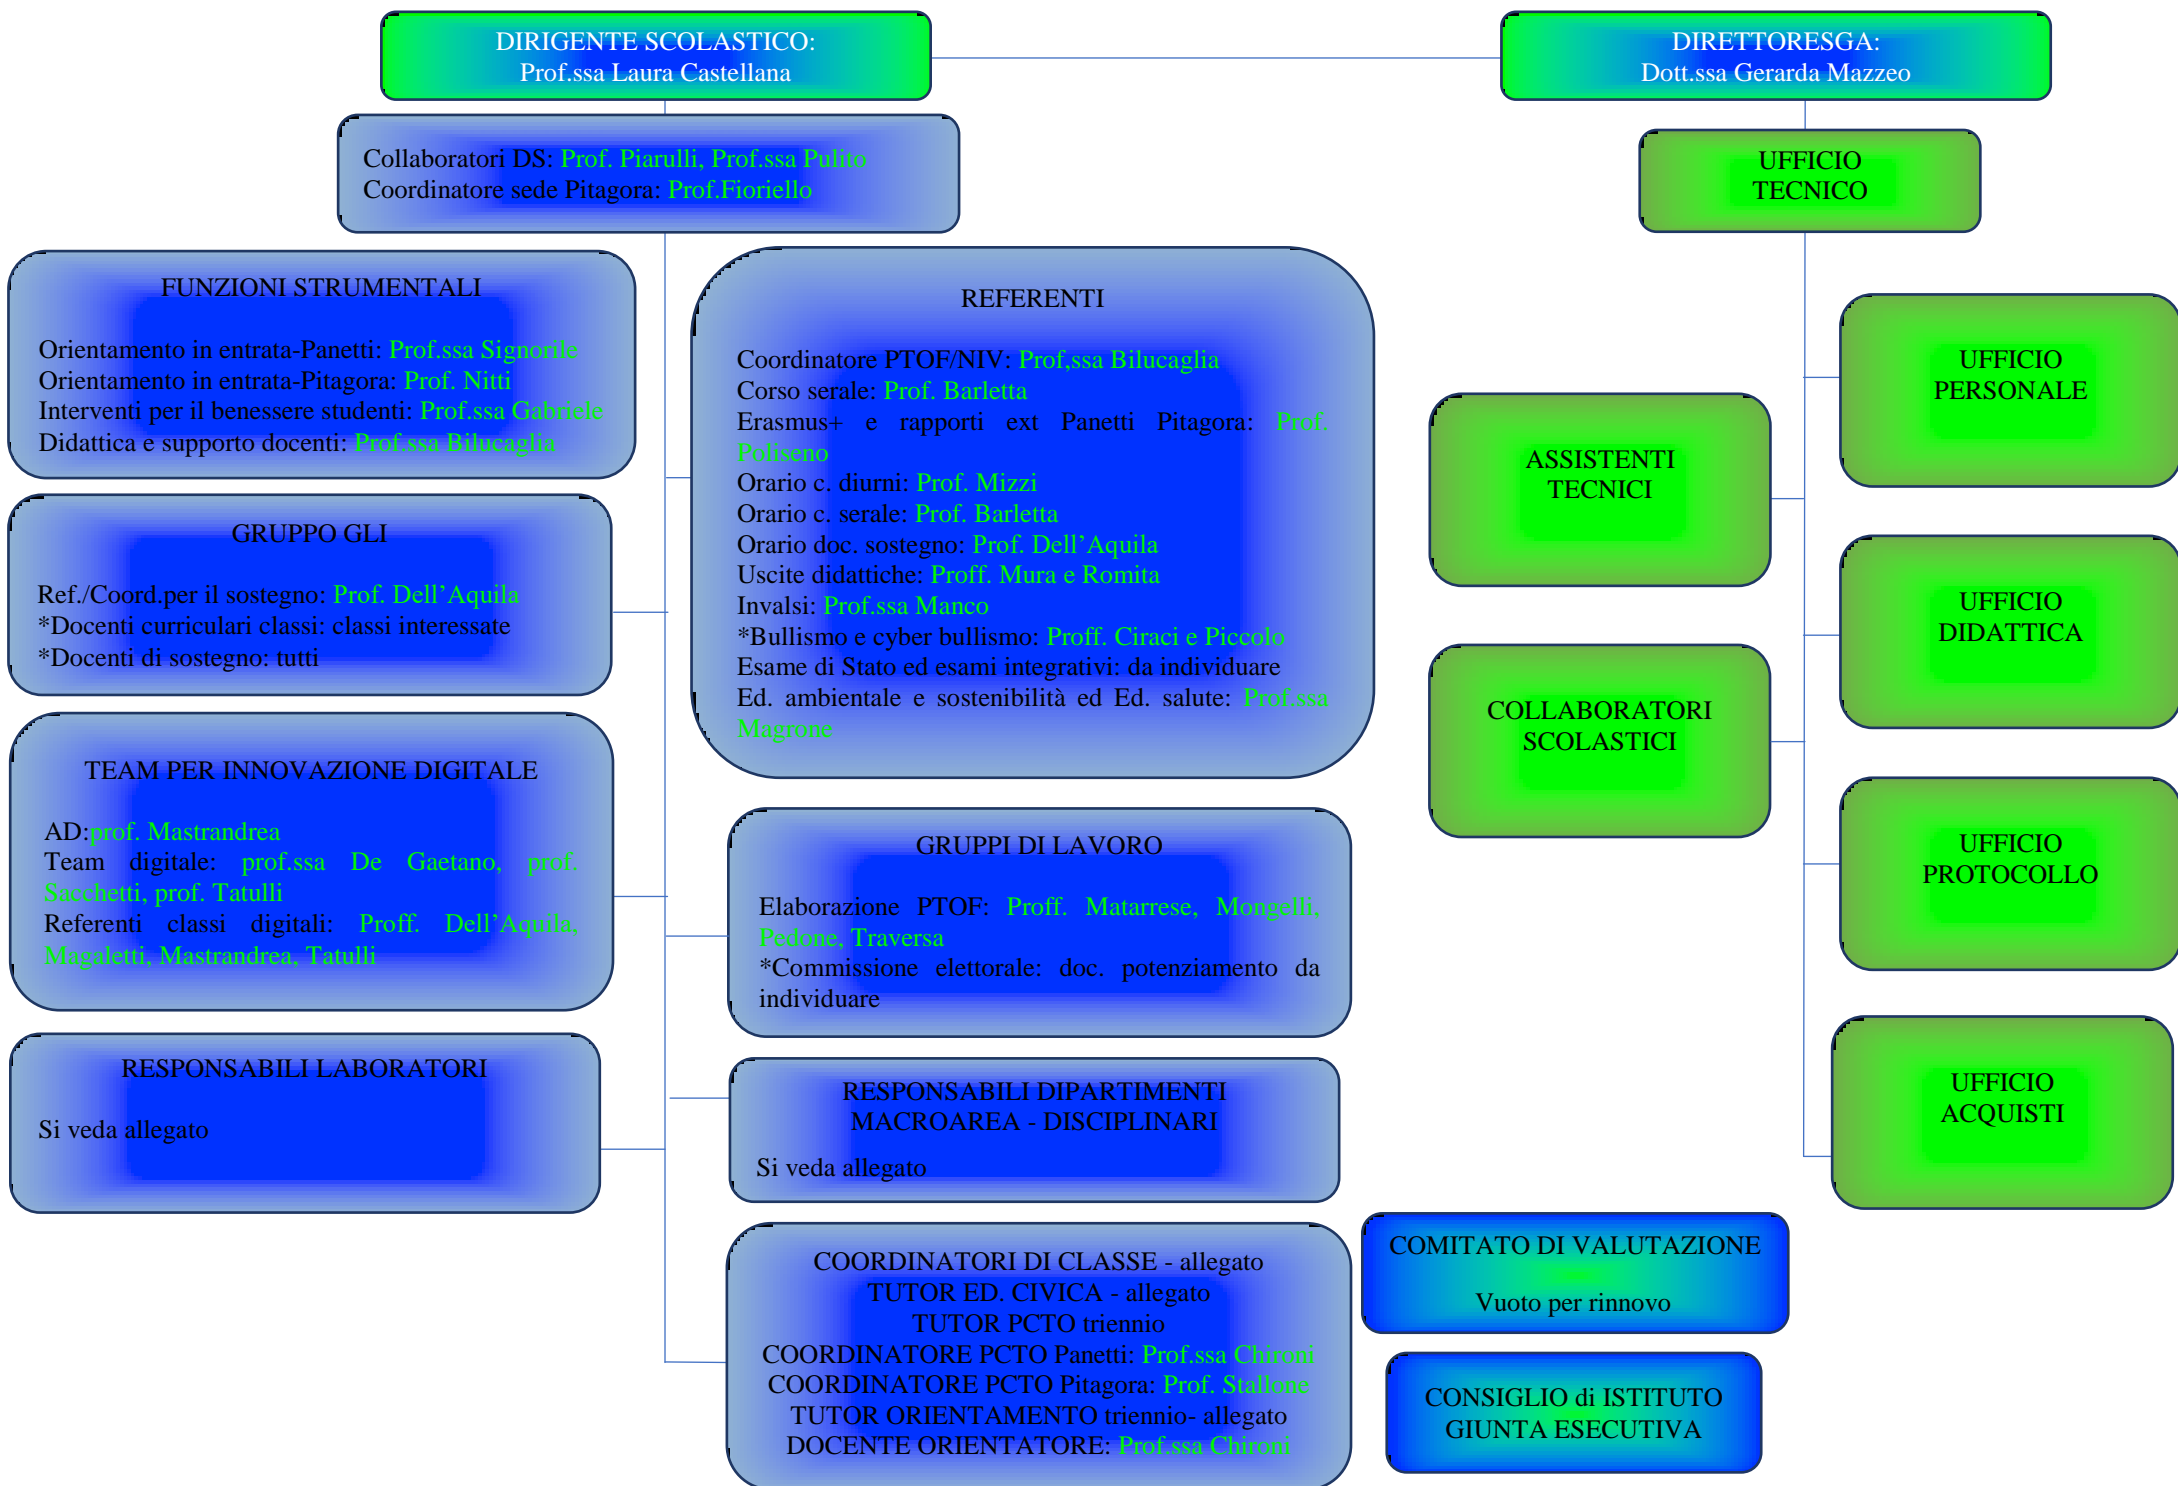 DIRIGENTE SCOLASTICO:
Prof.ssa Laura Castellana
DIRETTORESGA:
Dott.ssa Gerarda Mazzeo
Collaboratori DS: Prof. Piarulli, Prof.ssa Pulito
Coordinatore sede Pitagora: Prof.Fioriello
UFFICIO
TECNICO
FUNZIONI STRUMENTALI
Orientamento in entrata-Panetti: Prof.ssa Signorile
Orientamento in entrata-Pitagora: Prof. Nitti
Interventi per il benessere studenti: Prof.ssa Gabriele
Didattica e supporto docenti: Prof.ssa Bilucaglia
REFERENTI
Coordinatore PTOF/NIV: Prof,ssa Bilucaglia
Corso serale: Prof. Barletta
Erasmus+ e rapporti ext Panetti Pitagora: Prof.
Poliseno
Orario c. diurni: Prof. Mizzi
Orario c. serale: Prof. Barletta
Orario doc. sostegno: Prof. Dell’Aquila
Uscite didattiche: Proff. Mura e Romita
Invalsi: Prof.ssa Manco
*Bullismo e cyber bullismo: Proff. Ciraci e Piccolo
Esame di Stato ed esami integrativi: da individuare
Ed. ambientale e sostenibilità ed Ed. salute: Prof.ssa
Magrone
GRUPPO GLI
Ref./Coord.per il sostegno: Prof. Dell’Aquila
*Docenti curriculari classi: classi interessate
*Docenti di sostegno: tutti
TEAM PER INNOVAZIONE DIGITALE
AD:prof. Mastrandrea
Team digitale: prof.ssa De Gaetano, prof.
Sacchetti, prof. Tatulli
Referenti classi digitali: Proff. Dell’Aquila,
Magaletti, Mastrandrea, Tatulli
GRUPPI DI LAVORO
Elaborazione PTOF: Proff. Matarrese, Mongelli,
Pedone, Traversa
*Commissione elettorale: doc. potenziamento da
individuare
RESPONSABILI LABORATORI
Si veda allegato
RESPONSABILI DIPARTIMENTI
MACROAREA - DISCIPLINARI
Si veda allegato
COORDINATORI DI CLASSE - allegato
TUTOR ED. CIVICA - allegato
TUTOR PCTO triennio
COORDINATORE PCTO Panetti: Prof.ssa Chironi
COORDINATORE PCTO Pitagora: Prof. Stallone
TUTOR ORIENTAMENTO triennio- allegato
DOCENTE ORIENTATORE: Prof.ssa Chironi
ASSISTENTI
TECNICI
COLLABORATORI
SCOLASTICI
UFFICIO
PERSONALE
UFFICIO
DIDATTICA
UFFICIO
PROTOCOLLO
UFFICIO
ACQUISTI
COMITATO DI VALUTAZIONE
Vuoto per rinnovo
CONSIGLIO di ISTITUTO
GIUNTA ESECUTIVA